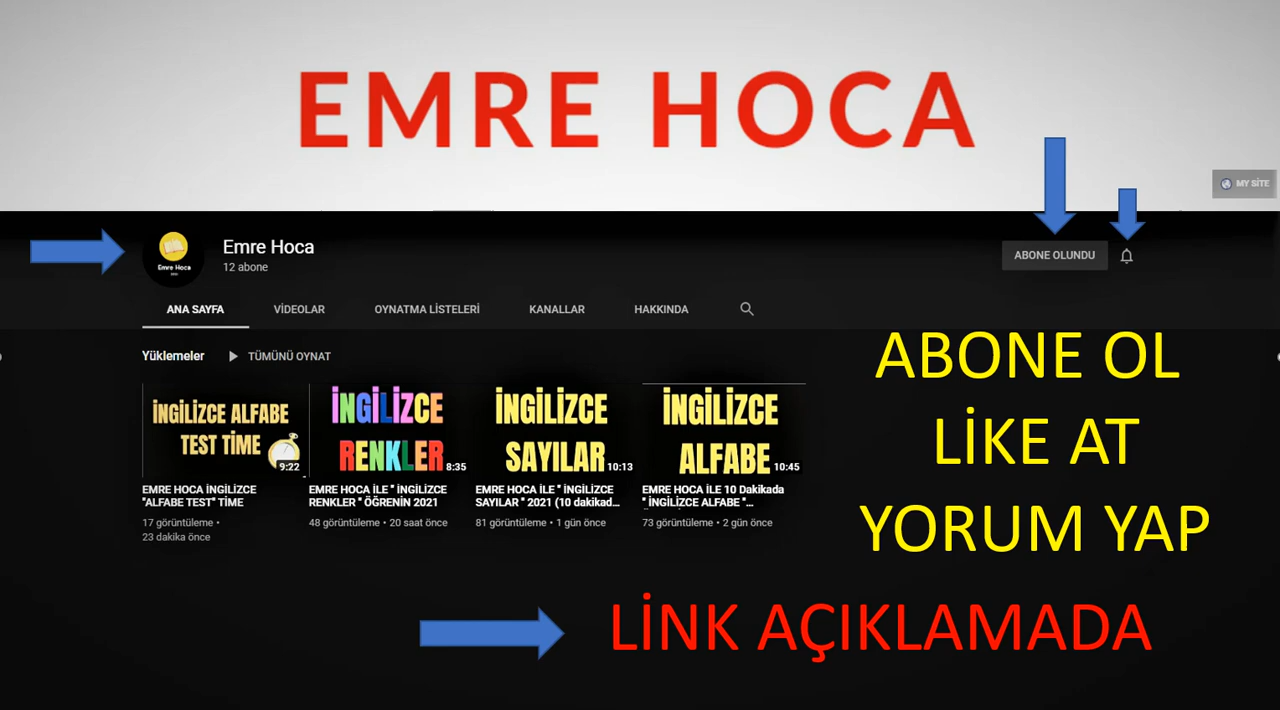 EMRE HOCA
MY SİTE
Emre Hoca
Emre Hoca
12 abone
ABONE OLUNDU
ANA SAYFA
VİDEOLAR
OYNATMA LİSTELERİ
KANALLAR
HAKKINDA
Yüklemeler
TÜMÜNÜ OYNAT
İNGİLİZCE ALFABE
TEST TİME
9:22
EMRE HOCA İNGİLİZCE
"ALFABE TEST" TİME
17 görüntüleme •
23 dakika önce
İNGİLİZCE
RENKLER
8:35
EMRE HOCA İLE " İNGİLİZCE
RENKLER " ÖĞRENİN 2021
48 görüntüleme • 20 saat önce
İNGİLİZCE
SAYILAR
10:13
EMRE HOCA İLE " İNGİLİZCE
SAYILAR " 2021 (10 dakikad...
81 görüntüleme • 1 gün önce
İNGİLİZCE
ALFABE
10:45
EMRE HOCA İLE 10 Dakikada
" İNGİLİZCE ALFABE "...
73 görüntüleme • 2 gün önce
ABONE OL
LİKE AT
YORUM YAP
LİNK AÇIKLAMADA